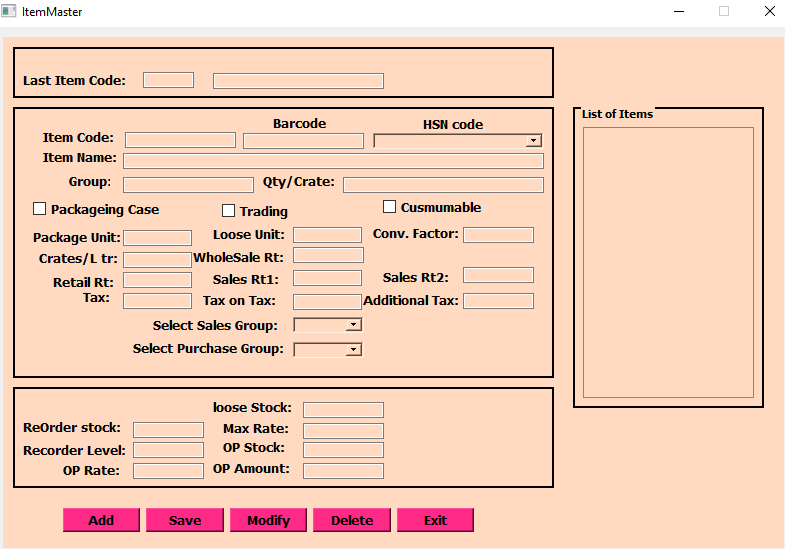 ItemMaster
Last Item Code:
List of Items
Barcode
HSN code
Item Code:
Item Name:
Group: Qty/Crate:
Packageing Case Trading Cusmumable
Package Unit: Loose Unit: Conv. Factor:
Crates/L tr: WholeSale Rt:
Retail Rt: Sales Rt1: Sales Rt2:
Tax: Tax on Tax: Additional Tax:
Select Sales Group:
Select Purchase Group:
loose Stock:
ReOrder stock: Max Rate:
Recorder Level: OP Stock:
OP Rate: OP Amount:
Add Save Modify Delete Exit